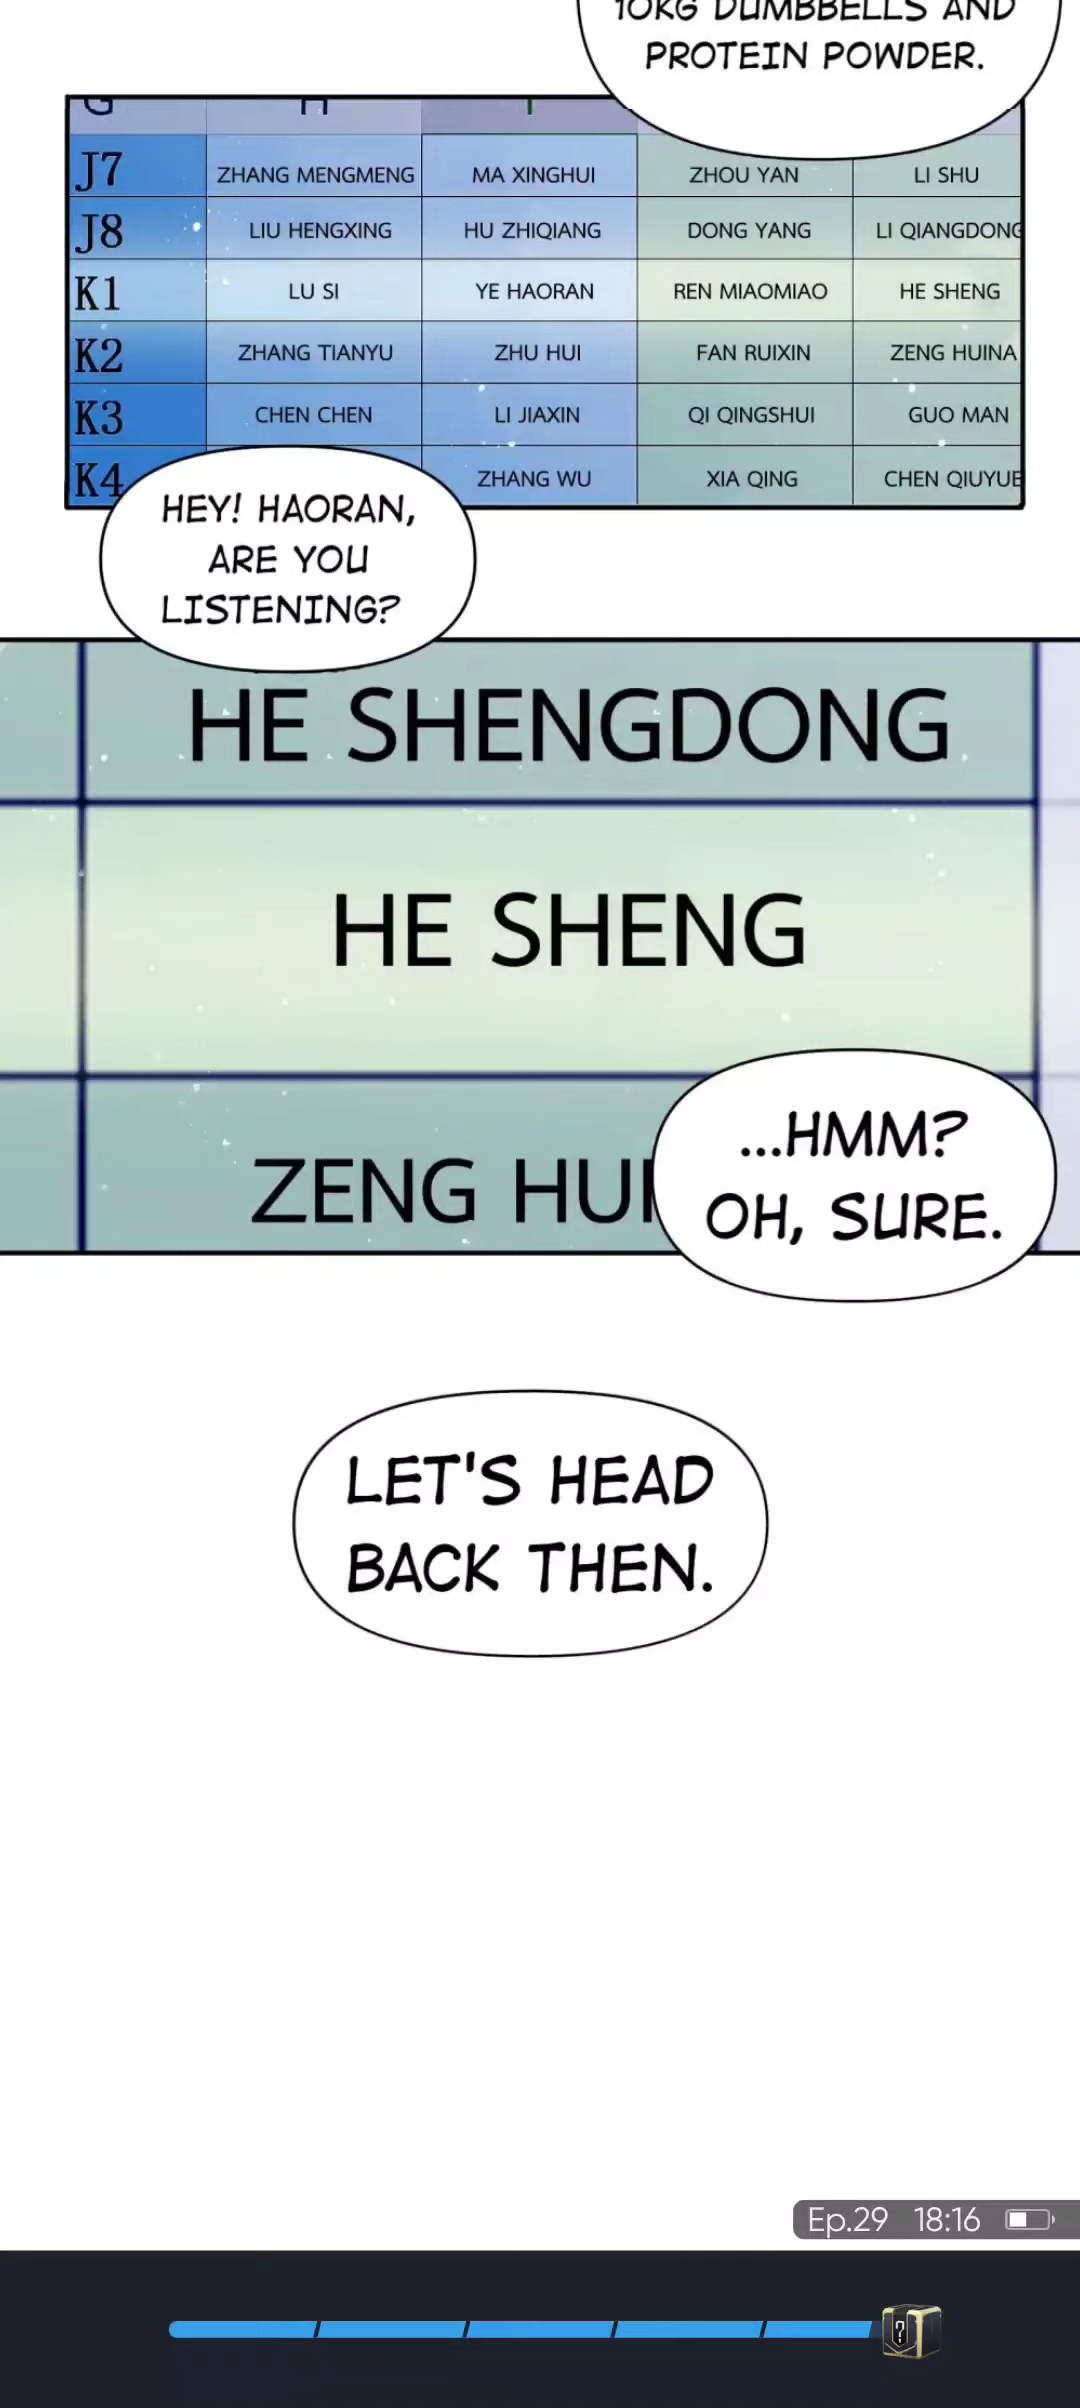 10KG DUMBBELLS AND
PROTEIN POWDER.
G H I
J7 ZHANG MENGMENG MA XINGHUI ZHOU YAN LI SHU
J8 LIU HENGXING HU ZHIQIANG DONG YANG LI QIANGDONG
K1 LU SI YE HAORAN REN MIAOMIAO HE SHENG
K2 ZHANG TIANYU ZHU HUI FAN RUIXIN ZENG HUINA
K3 CHEN CHEN LI JIAXIN QI QINGSHUI GUO MAN
K4 ZHANG WU XIA QING CHEN QIUYUE
HEY! HAORAN,
ARE YOU
LISTENING?
HE SHENGDONG
HE SHENG
ZENG HUI
...HMM?
OH, SURE.
LET'S HEAD
BACK THEN.
Ep.29 18:16
?